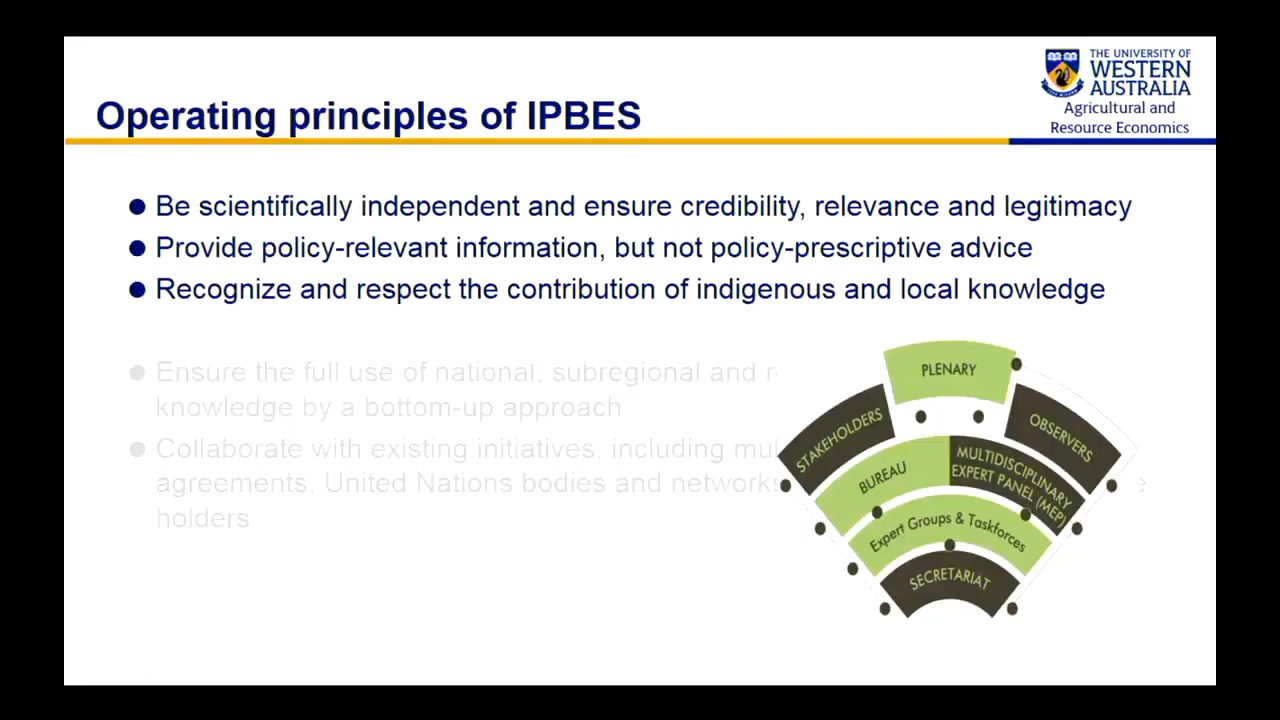 THE UNIVERSITY OF
WESTERN
AUSTRALIA
Agricultural and
Resource Economics
Operating principles of IPBES
Be scientifically independent and ensure credibility, relevance and legitimacy
Provide policy-relevant information, but not policy-prescriptive advice
Recognize and respect the contribution of indigenous and local knowledge
Ensure the full use of national, subregional and
knowledge by a bottom-up approach
Collaborate with existing initiatives, including
agreements, United Nations bodies and networks
holders
PLENARY
STAKEHOLDERS
OBSERVERS
BUREAU
MULTIDISCIPLINARY
EXPERT PANEL (MEP)
Expert Groups & Taskforces
SECRETARIAT